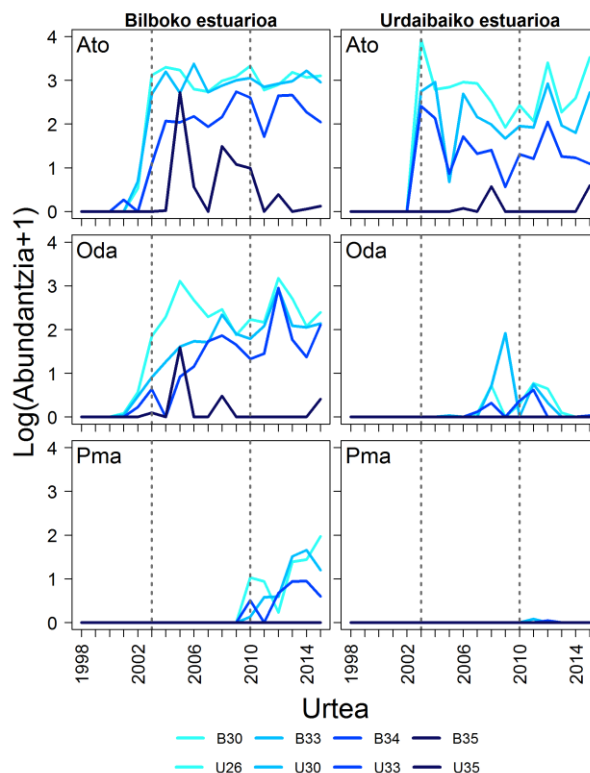 Bilboko estuarioa Urdaibaiko estuarioa
Log(Abundantzia+1)
Ato Ato
4
3
2
1
0
Oda Oda
4
3
2
1
0
Pma Pma
4
3
2
1
0
1998 2002 2006 2010 2014 1998 2002 2006 2010 2014
Urtea
B30 B33 B34 B35
U26 U30 U33 U35